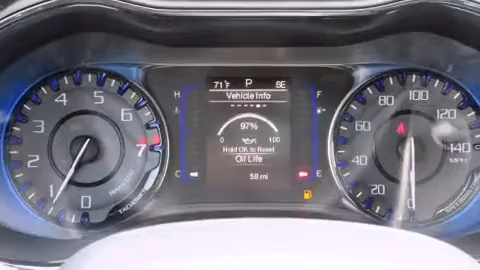 71°F P SE
Vehicle Info
97%
0 100
Hold OK to Reset
Oil Life
58 mi
H F
C E
0 1 2 3 4 5 6 7
0 20 40 60 80 100 120 140
MPH